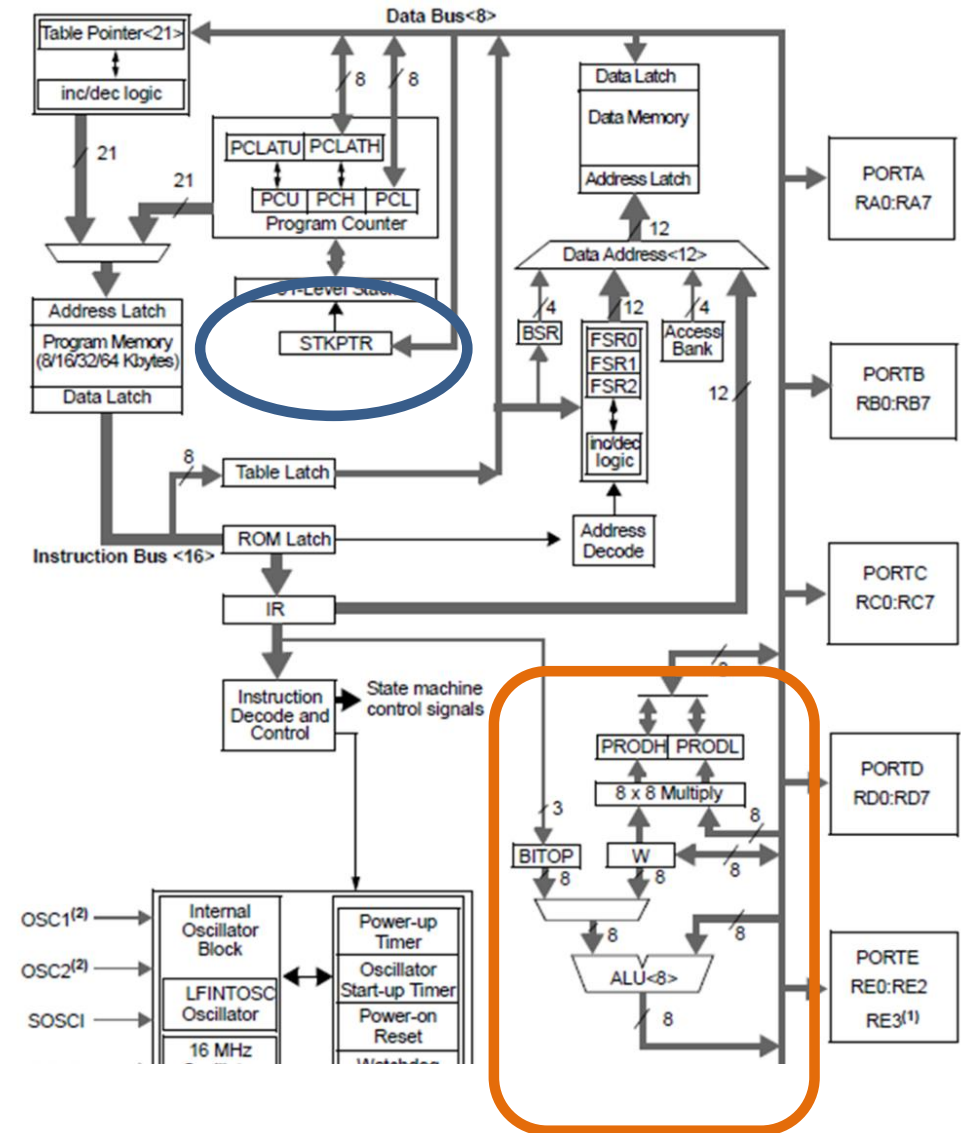 Data Bus<8>
Table Pointer<21>
inc/dec logic
21
8
8
PCLATU PCLATH
PCU PCH PCL
Program Counter
21
STKPTR
Address Latch
Program Memory
(8/16/32/64 Kbytes)
Data Latch
Data Latch
Data Memory
Address Latch
12
Data Address<12>
4
12
4
BSR
FSR0
FSR1
FSR2
inc/dec
logic
Access
Bank
12
Address
Decode
8
Table Latch
ROM Latch
Instruction Bus <16>
IR
Instruction
Decode and
Control
State machine
control signals
PORTA
RA0:RA7
PORTB
RB0:RB7
PORTC
RC0:RC7
PORTD
RD0:RD7
PORTE
RE0:RE2
RE3(1)
PRODH PRODL
8 x 8 Multiply
3
8
BITOP
W
8
8
8
8
8
ALU<8>
8
OSC1(2)
OSC2(2)
SOSCI
Internal
Oscillator
Block
LFINTOSC
Oscillator
16 MHz
Power-up
Timer
Oscillator
Start-up Timer
Power-on
Reset